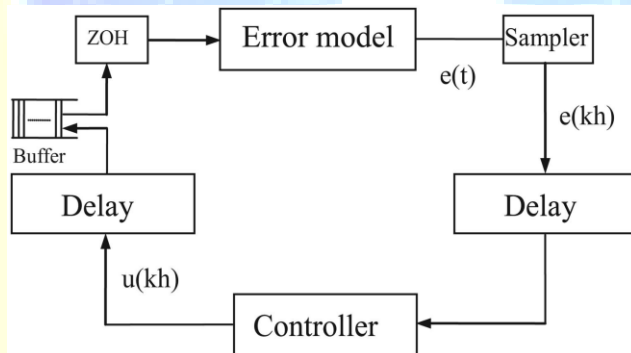 ZOH
Error model
Sampler
e(t)
e(kh)
Buffer
Delay
Delay
u(kh)
Controller